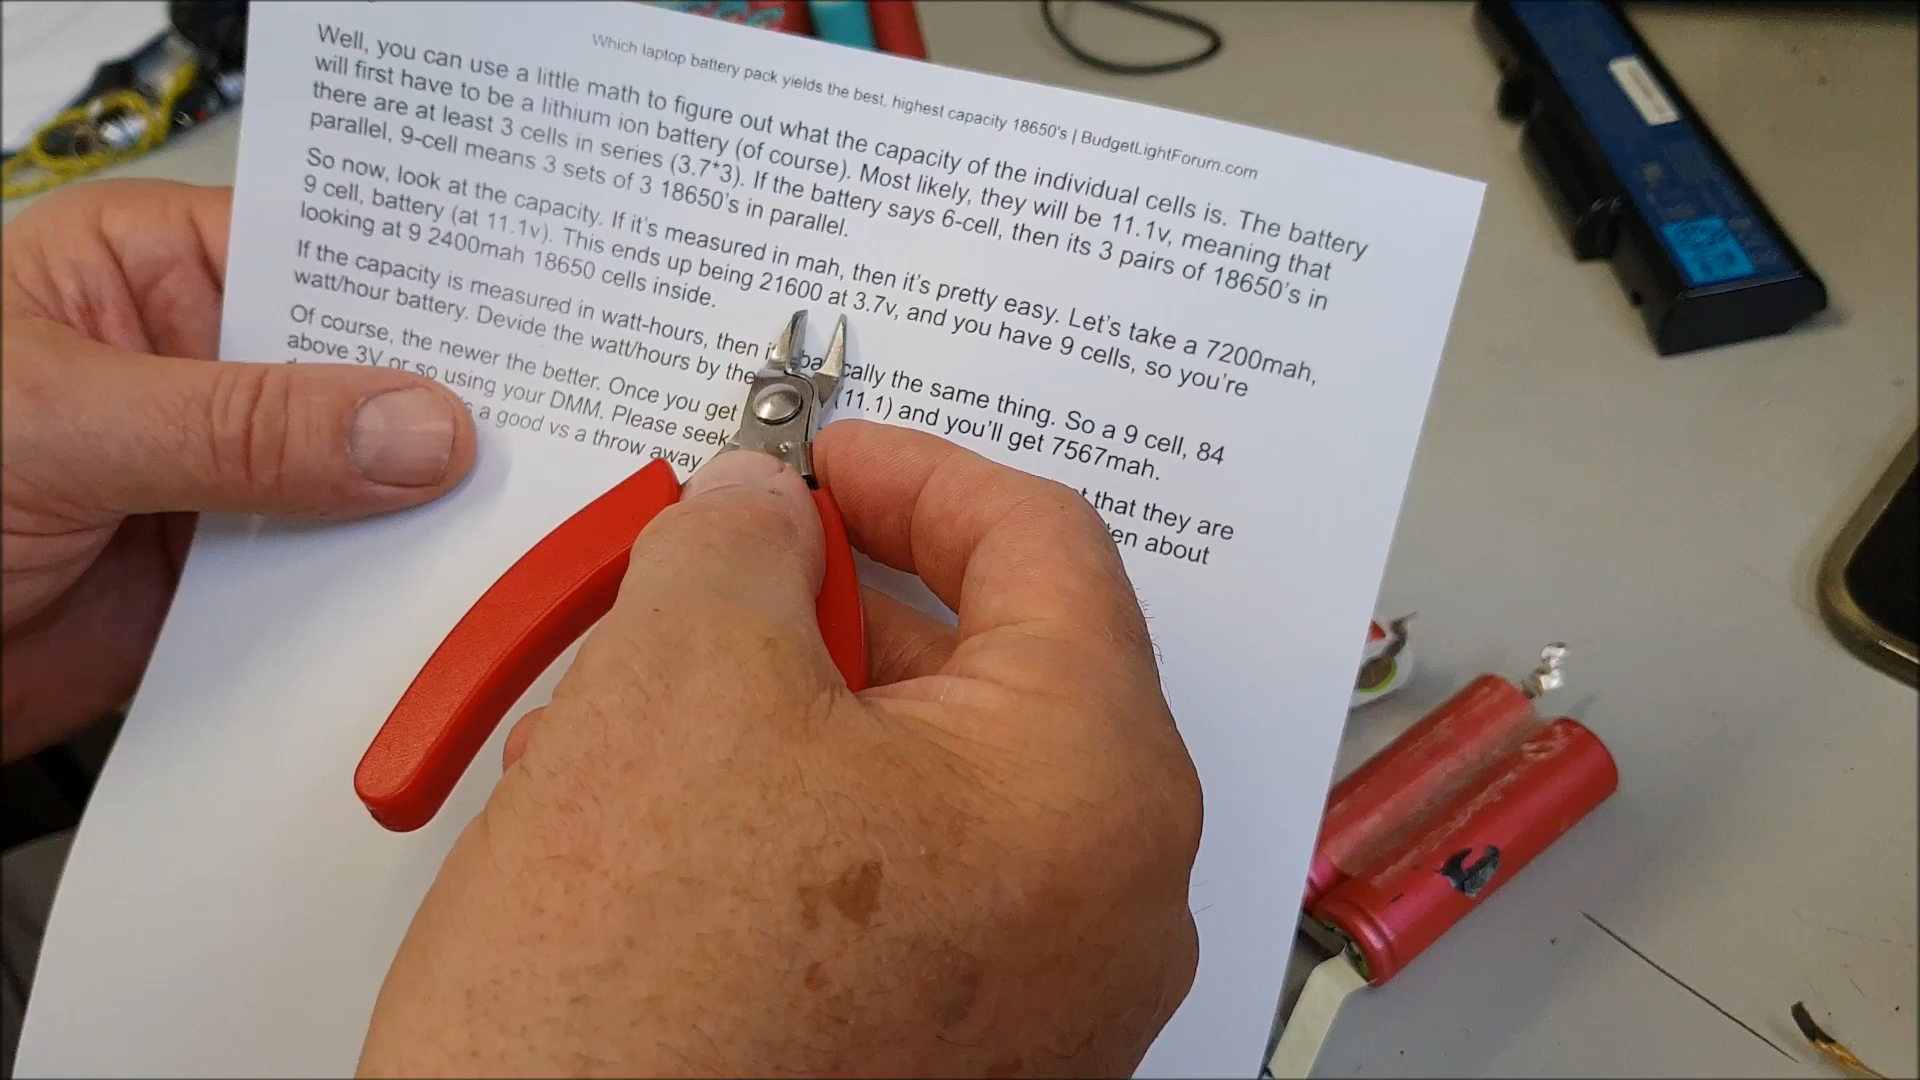 Which laptop battery pack yields the best, highest capacity 18650's | BudgetLightForum.com
Well, you can use a little math to figure out what the capacity of the individual cells is. The battery
will first have to be a lithium ion battery (of course). Most likely, they will be 11.1v, meaning that
there are at least 3 cells in series (3.7*3). If the battery says 6-cell, then its 3 pairs of 18650's in
parallel, 9-cell means 3 sets of 3 18650's in parallel.
So now, look at the capacity. If it's measured in mah, then it's pretty easy. Let's take a 7200mah,
9 cell, battery (at 11.1v). This ends up being 21600 at 3.7v, and you have 9 cells, so you're
looking at 9 2400mah 18650 cells inside.
If the capacity is measured in watt-hours, then cally the same thing. So a 9 cell, 84
watt/hour battery. Devide the watt/hours by the (11.1) and you'll get 7567mah.
Of course, the newer the better. Once you get that they are
above 3V or so using your DMM. Please seek about
a good vs a throw away